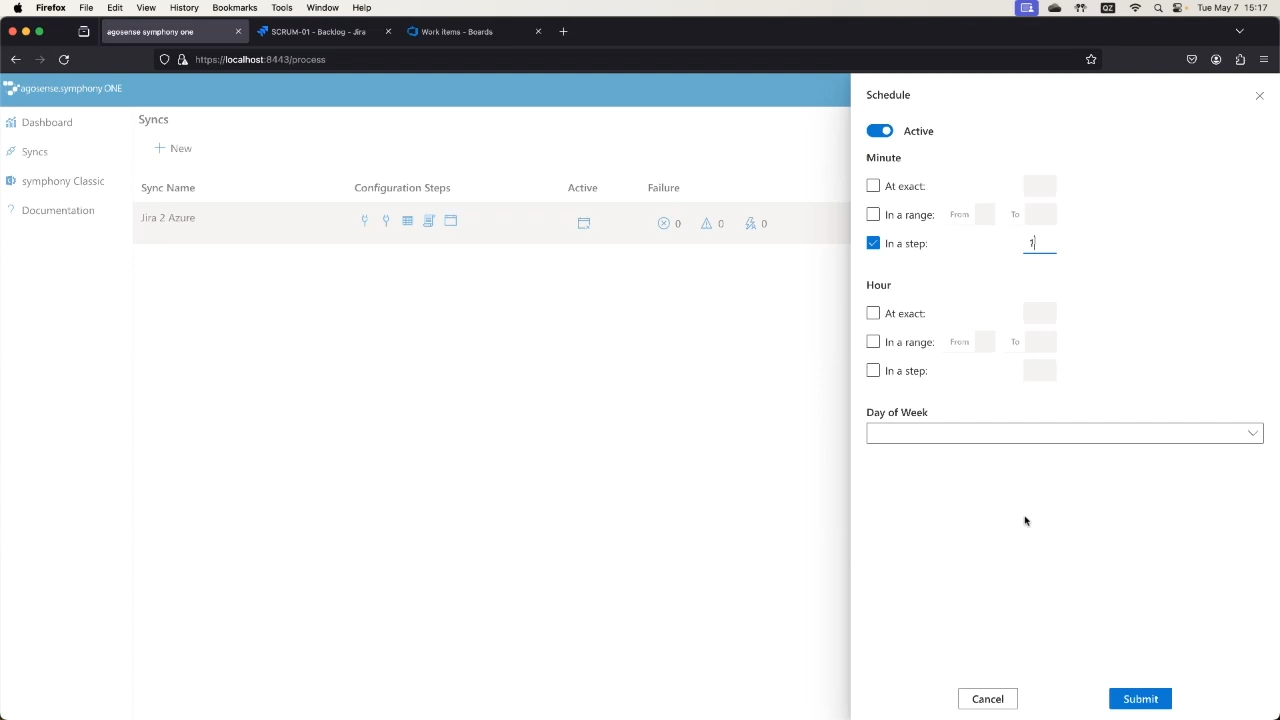 Firefox File Edit View History Bookmarks Tools Window Help QZ Tue May 7 15:17
agosense symphony one SCRUM-01 - Backlog - Jira Work items - Boards
https://localhost:8443/process
agosense.symphony ONE
Dashboard
Syncs
symphony Classic
Documentation
Syncs
New
Sync Name Configuration Steps Active Failure
Jira 2 Azure 0 0 0
Schedule
Active
Minute
At exact:
In a range: From To
In a step: 1
Hour
At exact:
In a range: From To
In a step:
Day of Week
Cancel Submit